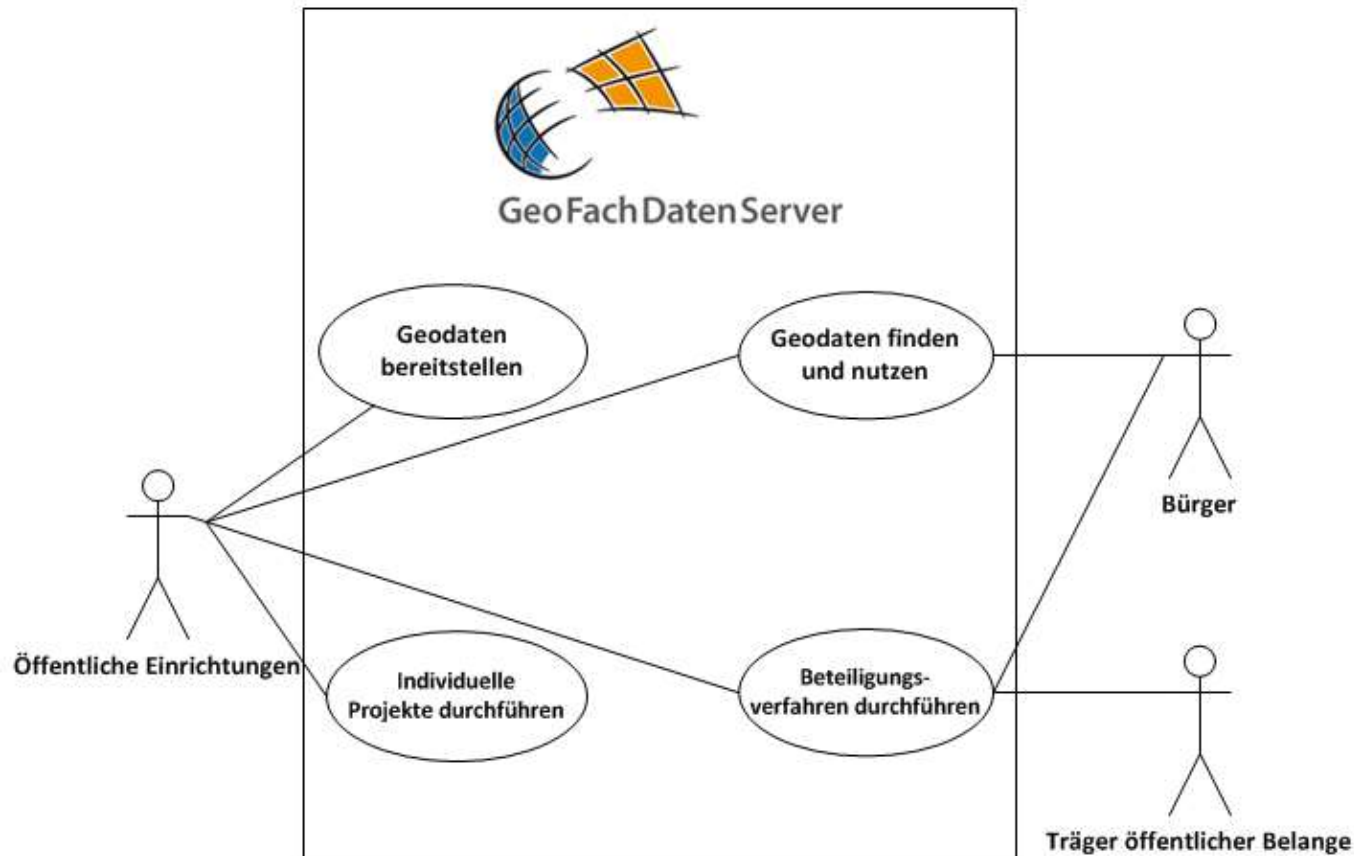 GeoFachDatenServer
Geodaten
bereitstellen
Geodaten finden
und nutzen
Bürger
Öffentliche Einrichtungen
Individuelle
Projekte durchführen
Beteiligungs-
verfahren durchführen
Träger öffentlicher Belange